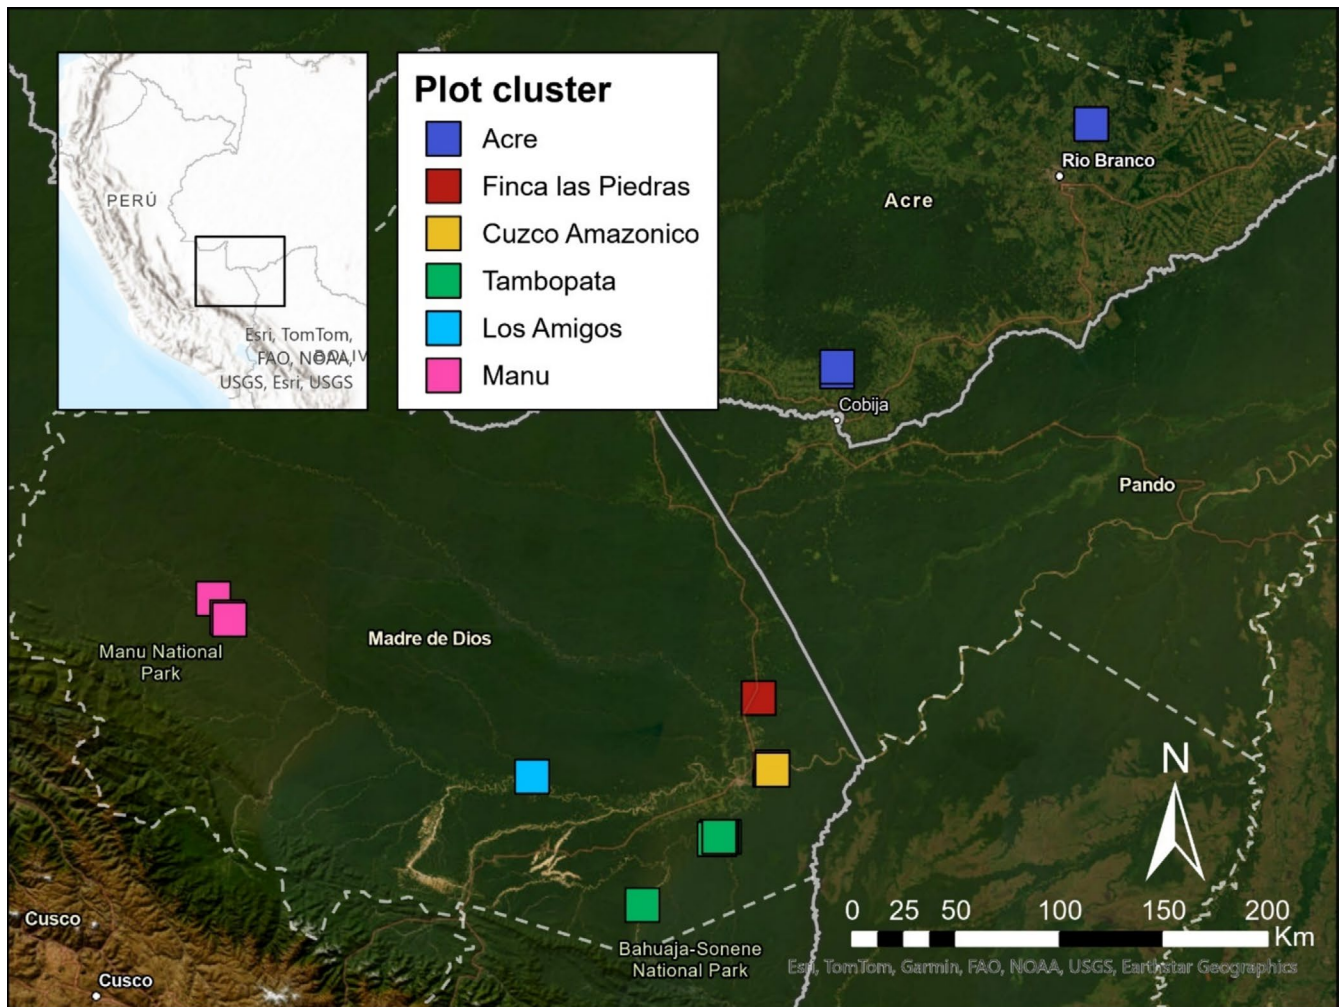 PERÚ
Esri, TomTom,
FAO, NOAA,
USGS, Esri, USGS
Plot cluster
Acre
Finca las Piedras
Cuzco Amazonico
Tambopata
Los Amigos
Manu
Rio Branco
Acre
Cobija
Pando
Manu National
Park
Madre de Dios
Cusco
Cusco
Bahuaja-Sonene
National Park
N
0 25 50 100 150 200
Km
Esri, TomTom, Garmin, FAO, NOAA, USGS, Earthstar Geographics